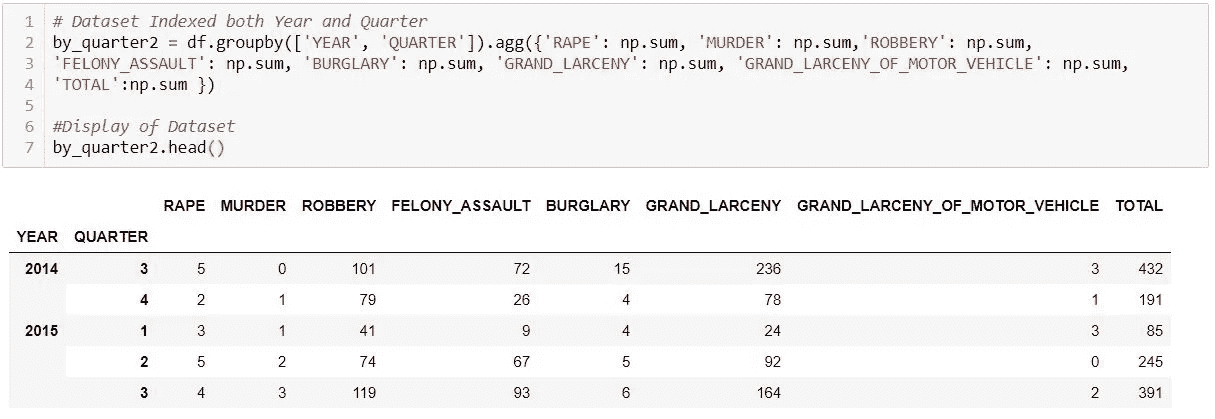 1 # Dataset Indexed both Year and Quarter
2 by_quarter2 = df.groupby(['YEAR', 'QUARTER']).agg({'RAPE': np.sum, 'MURDER': np.sum,'ROBBERY': np.sum,
3 'FELONY_ASSAULT': np.sum, 'BURGLARY': np.sum, 'GRAND_LARCENY': np.sum, 'GRAND_LARCENY_OF_MOTOR_VEHICLE': np.sum,
4 'TOTAL':np.sum })
5
6 #Display of Dataset
7 by_quarter2.head()
RAPE MURDER ROBBERY FELONY_ASSAULT BURGLARY GRAND_LARCENY GRAND_LARCENY_OF_MOTOR_VEHICLE TOTAL
YEAR QUARTER
2014 3 5 0 101 72 15 236 3 432
4 2 1 79 26 4 78 1 191
2015 1 3 1 41 9 4 24 3 85
2 5 2 74 67 5 92 0 245
3 4 3 119 93 6 164 2 391